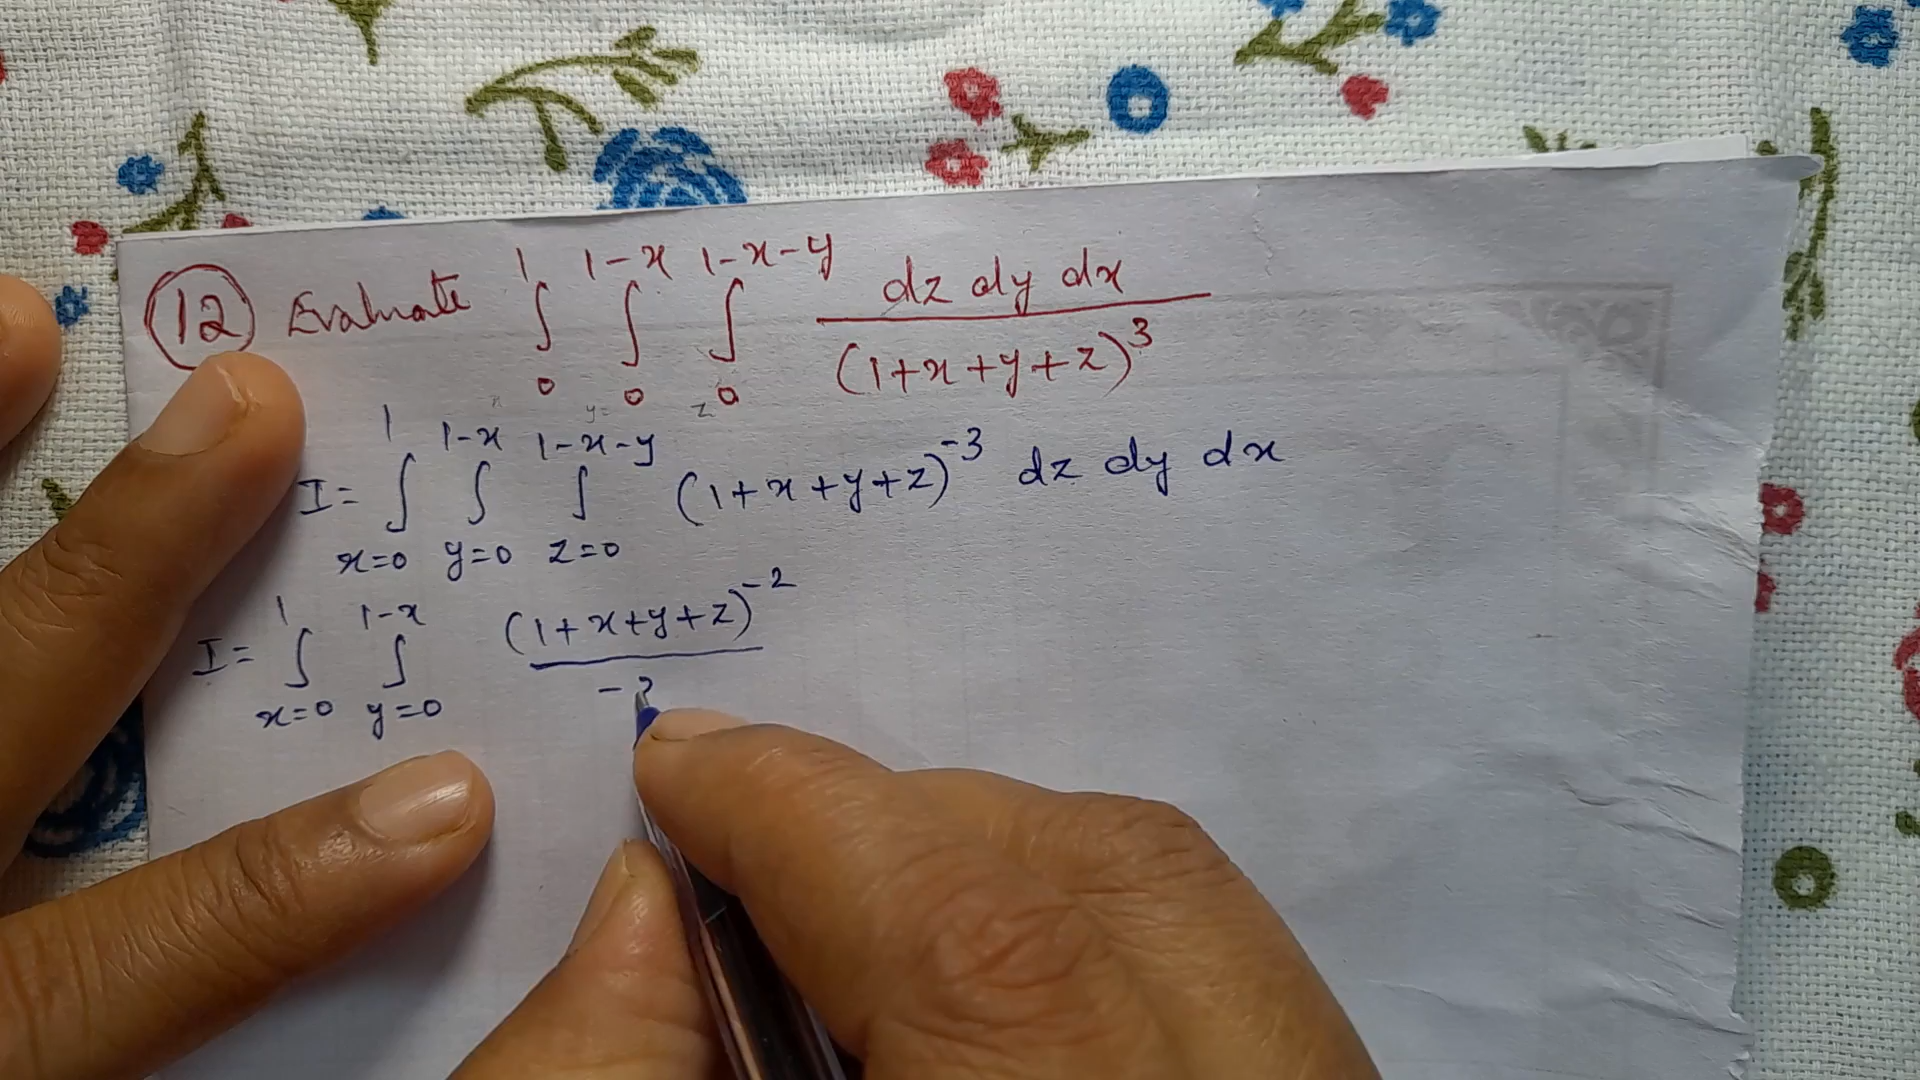 12 Evaluate ∫₀¹ ∫₀^{1-x} ∫₀^{1-x-y} dz dy dx / (1+x+y+z)³
I = ∫_{x=0}^{1} ∫_{y=0}^{1-x} ∫_{z=0}^{1-x-y} (1+x+y+z)^{-3} dz dy dx
I = ∫_{x=0}^{1} ∫_{y=0}^{1-x} (1+x+y+z)^{-2} / -2